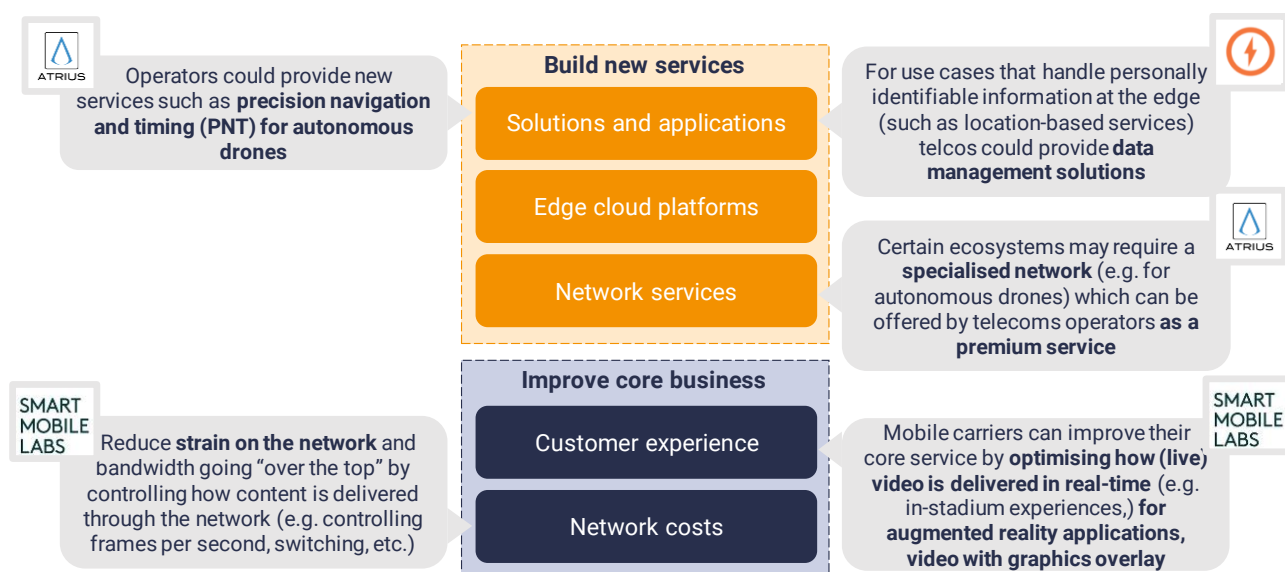 ATRIUS
Operators could provide new
services such as precision navigation
and timing (PNT) for autonomous
drones
Build new services
Solutions and applications
Edge cloud platforms
Network services
For use cases that handle personally
identifiable information at the edge
(such as location-based services)
telcos could provide data
management solutions
ATRIUS
Certain ecosystems may require a
specialised network (e.g. for
autonomous drones) which can be
offered by telecoms operators as a
premium service
Improve core business
Customer experience
Network costs
SMART
MOBILE
LABS
Reduce strain on the network and
bandwidth going “over the top” by
controlling how content is delivered
through the network (e.g. controlling
frames per second, switching, etc.)
SMART
MOBILE
LABS
Mobile carriers can improve their
core service by optimising how (live)
video is delivered in real-time (e.g.
in-stadium experiences,) for
augmented reality applications,
video with graphics overlay